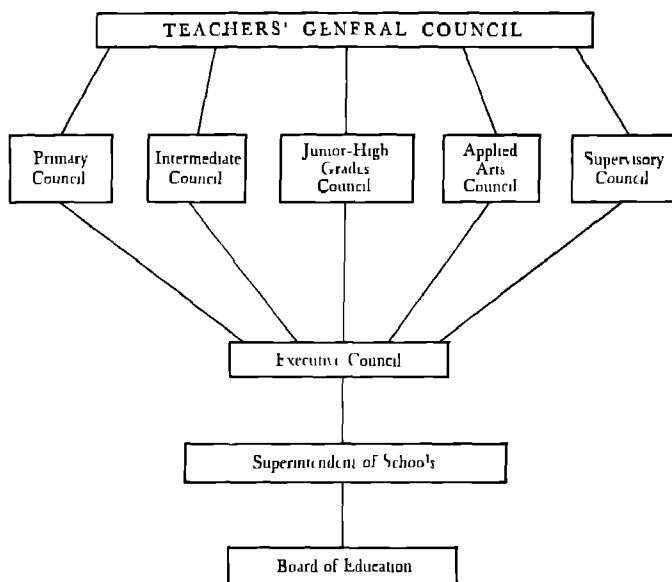 TEACHERS' GENERAL COUNCIL
Primary
Council
Intermediate
Council
Junior-High
Grades
Council
Applied
Arts
Council
Supervisory
Council
Executive Council
Superintendent of Schools
Board of Education